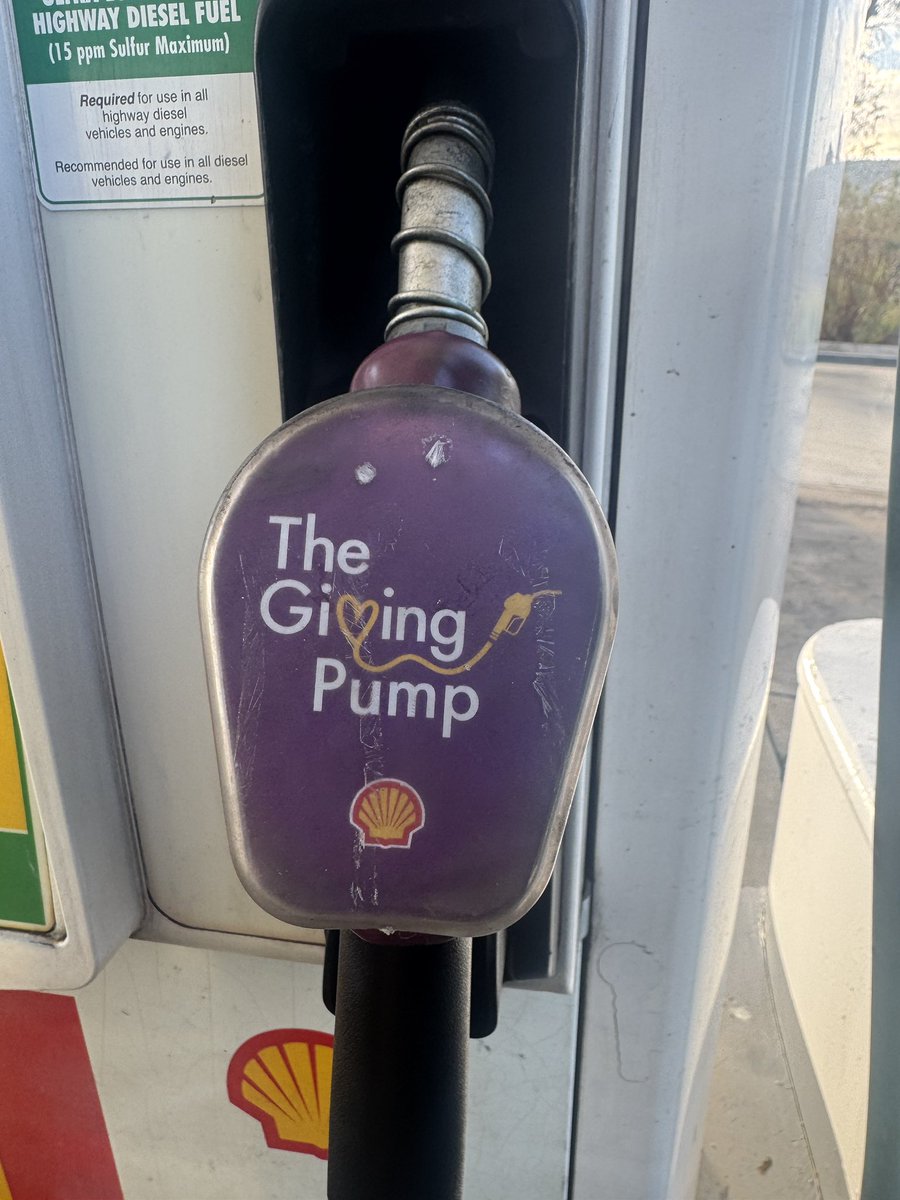 HIGHWAY DIESEL FUEL
(15 ppm Sulfur Maximum)
Required for use in all
highway diesel
vehicles and engines.
Recommended for use in all diesel
vehicles and engines.
The
Giving
Pump